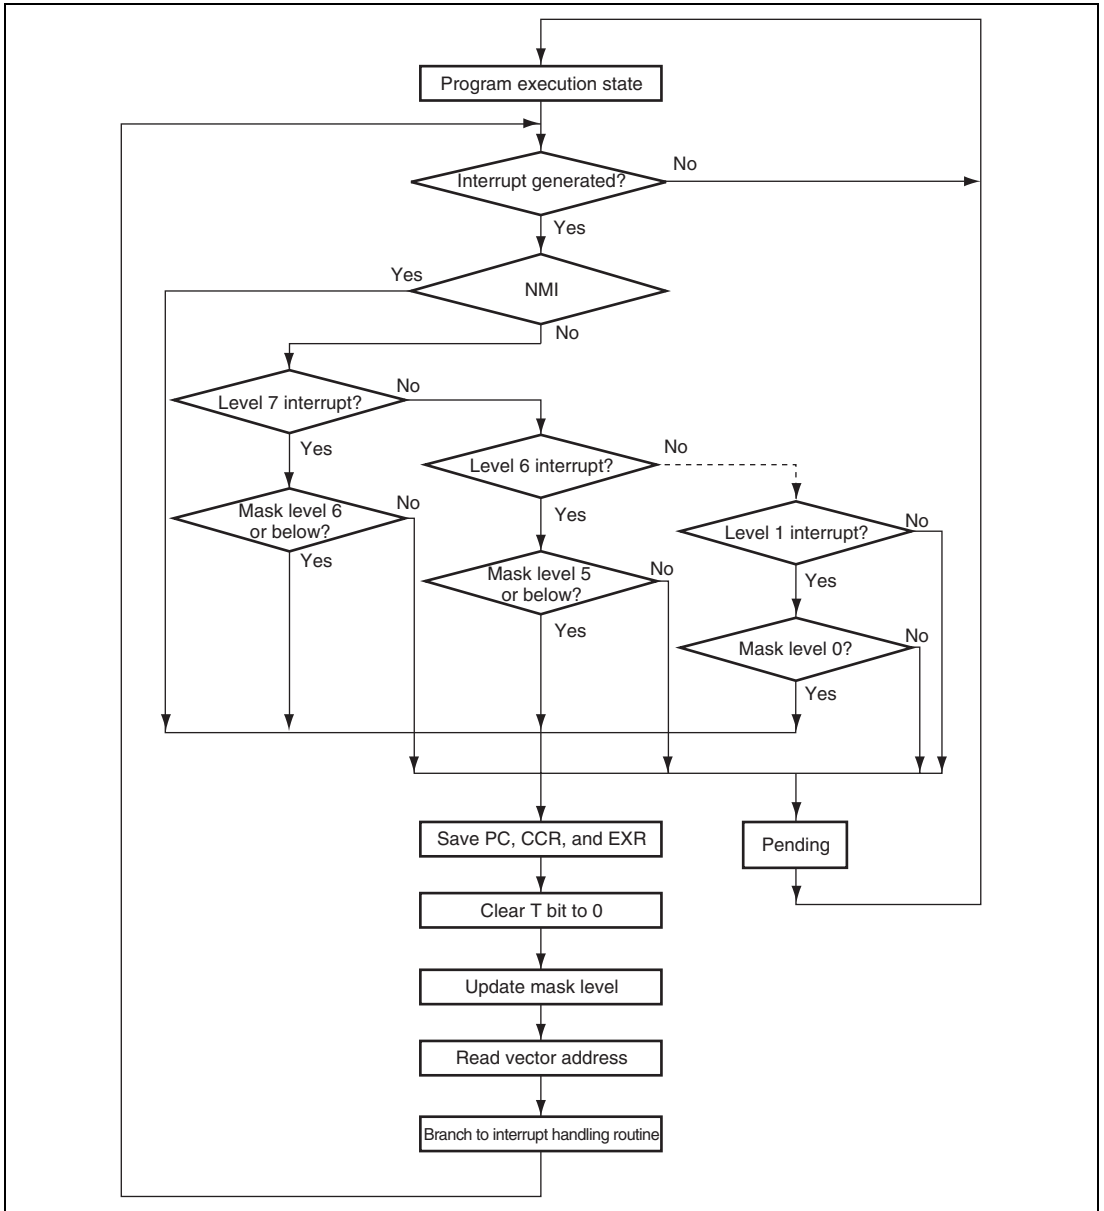 Program execution state
No
Interrupt generated?
Yes
Yes
NMI
No
No
Level 7 interrupt?
No
Yes
Level 6 interrupt?
Mask level 6
or below?
No
Yes
No
Level 1 interrupt?
Yes
Mask level 5
or below?
No
Yes
Yes
No
Mask level 0?
Yes
Save PC, CCR, and EXR
Pending
Clear T bit to 0
Update mask level
Read vector address
Branch to interrupt handling routine